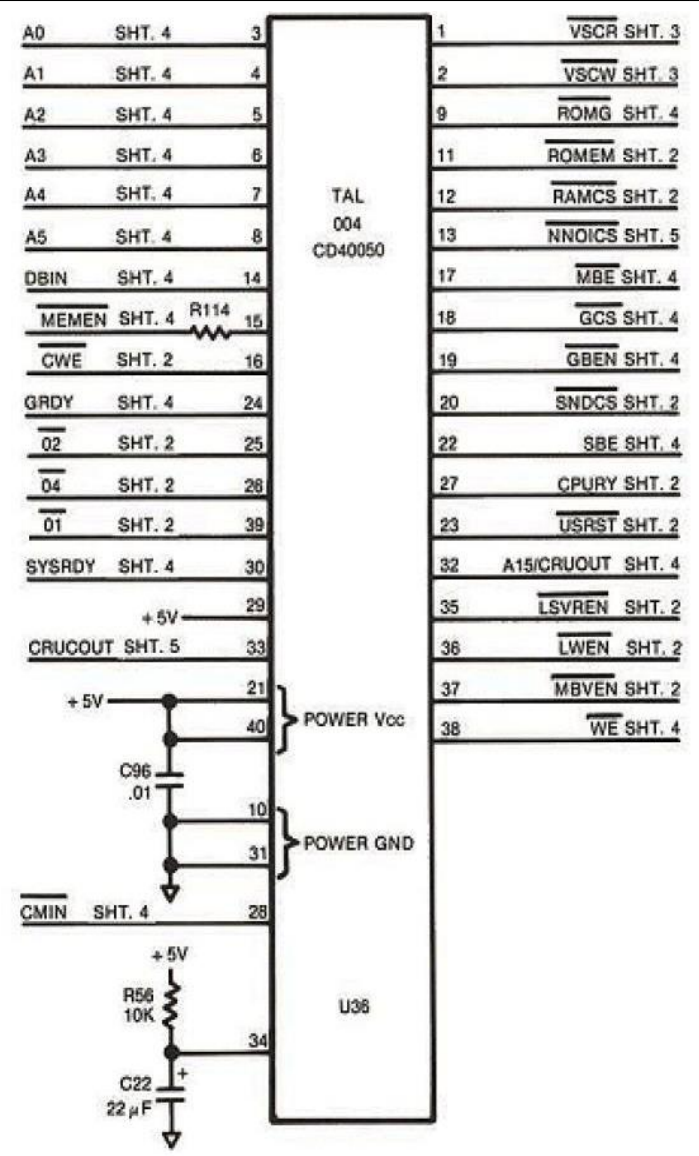 A0 SHT. 4 3
A1 SHT. 4 4
A2 SHT. 4 5
A3 SHT. 4 6
A4 SHT. 4 7
A5 SHT. 4 8
DBIN SHT. 4 14
MEMEN SHT. 4 R114 15
CWE SHT. 2 16
GRDY SHT. 4 24
02 SHT. 2 25
04 SHT. 2 26
01 SHT. 2 39
SYSRDY SHT. 4 30
+ 5V 29
CRUCOUT SHT. 5 33
+ 5V 21
40
POWER Vcc
C96
.01
10
31
POWER GND
CMIN SHT. 4 28
+ 5V
R56
10K
34
C22 +
22 µF
TAL
004
CD40050
U36
1 VSCR SHT. 3
2 VSCW SHT. 3
9 ROMG SHT. 4
11 ROMEM SHT. 2
12 RAMCS SHT. 2
13 NNOICS SHT. 5
17 MBE SHT. 4
18 GCS SHT. 4
19 GBEN SHT. 4
20 SNDCS SHT. 2
22 SBE SHT. 4
27 CPURY SHT. 2
23 USRST SHT. 2
32 A15/CRUOUT SHT. 4
35 LSVREN SHT. 2
36 LWEN SHT. 2
37 MBVEN SHT. 2
38 WE SHT. 4